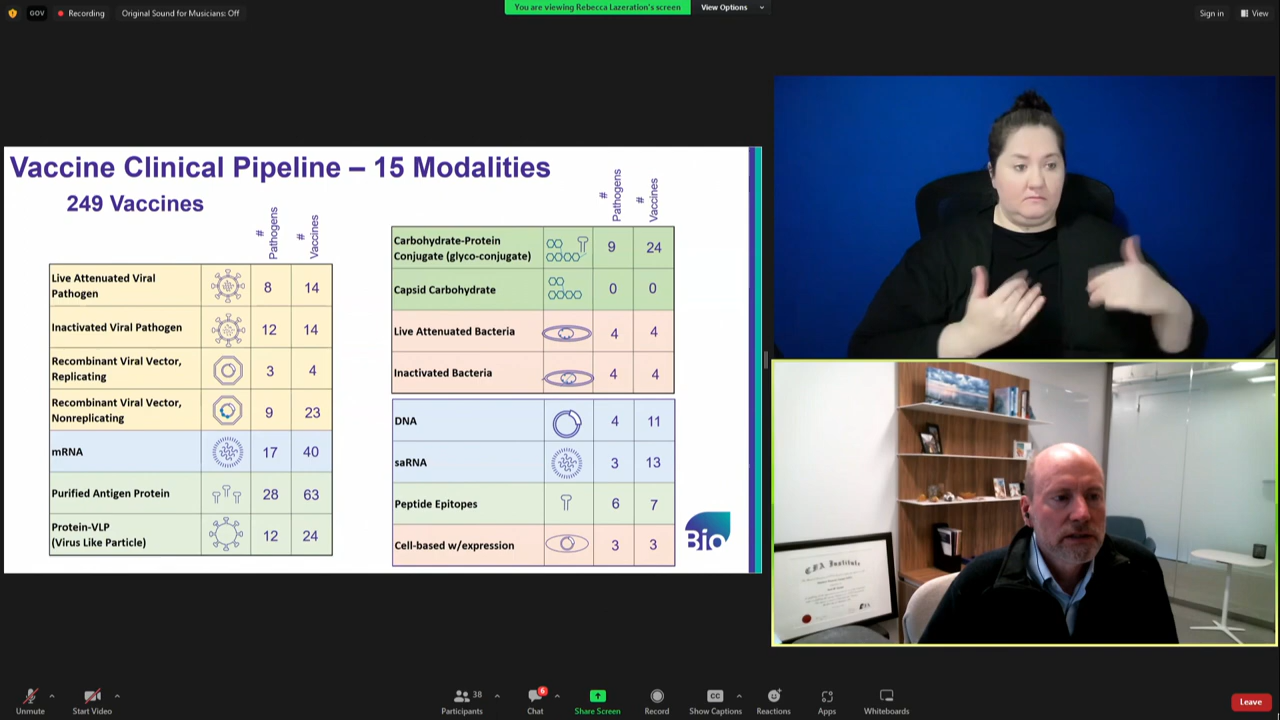 GOV
Recording
Original Sound for Musicians: Off
You are viewing Rebecca Lazeration's screen
View Options
Sign in
View
Vaccine Clinical Pipeline – 15 Modalities
249 Vaccines
# Pathogens
# Vaccines
Live Attenuated Viral
Pathogen
8
14
Inactivated Viral Pathogen
12
14
Recombinant Viral Vector,
Replicating
3
4
Recombinant Viral Vector,
Nonreplicating
9
23
mRNA
17
40
Purified Antigen Protein
28
63
Protein-VLP
(Virus Like Particle)
12
24
# Pathogens
# Vaccines
Carbohydrate-Protein
Conjugate (glyco-conjugate)
9
24
Capsid Carbohydrate
0
0
Live Attenuated Bacteria
4
4
Inactivated Bacteria
4
4
DNA
4
11
saRNA
3
13
Peptide Epitopes
6
7
Cell-based w/expression
3
3
Bio
CFA Institute
Unmute
Start Video
38
Participants
6
Chat
Share Screen
Record
CC
Show Captions
Reactions
Apps
Whiteboards
Leave